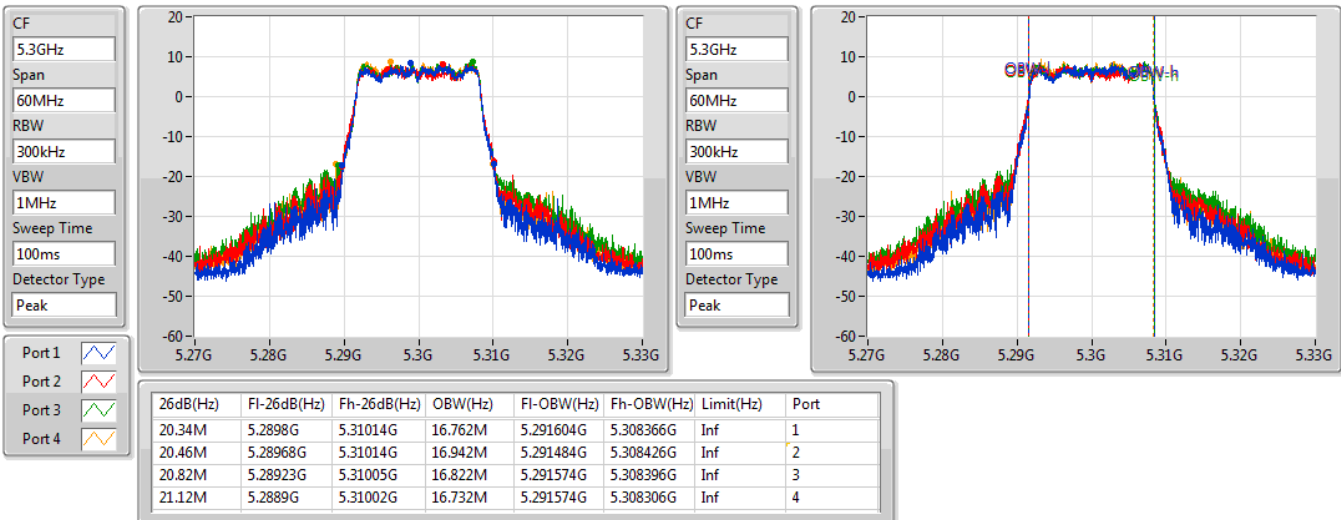 CF
5.3GHz
Span
60MHz
RBW
300kHz
VBW
1MHz
Sweep Time
100ms
Detector Type
Peak
20
10
0
-10
-20
-30
-40
-50
-60
5.27G 5.28G 5.29G 5.3G 5.31G 5.32G 5.33G
CF
5.3GHz
Span
60MHz
RBW
300kHz
VBW
1MHz
Sweep Time
100ms
Detector Type
Peak
20
10
0
-10
-20
-30
-40
-50
-60
OBW-h
5.27G 5.28G 5.29G 5.3G 5.31G 5.32G 5.33G
Port 1
Port 2
Port 3
Port 4
26dB(Hz) Fl-26dB(Hz) Fh-26dB(Hz) OBW(Hz) Fl-OBW(Hz) Fh-OBW(Hz) Limit(Hz) Port
20.34M 5.2898G 5.31014G 16.762M 5.291604G 5.308366G Inf 1
20.46M 5.28968G 5.31014G 16.942M 5.291484G 5.308426G Inf 2
20.82M 5.28923G 5.31005G 16.822M 5.291574G 5.308396G Inf 3
21.12M 5.2889G 5.31002G 16.732M 5.291574G 5.308306G Inf 4